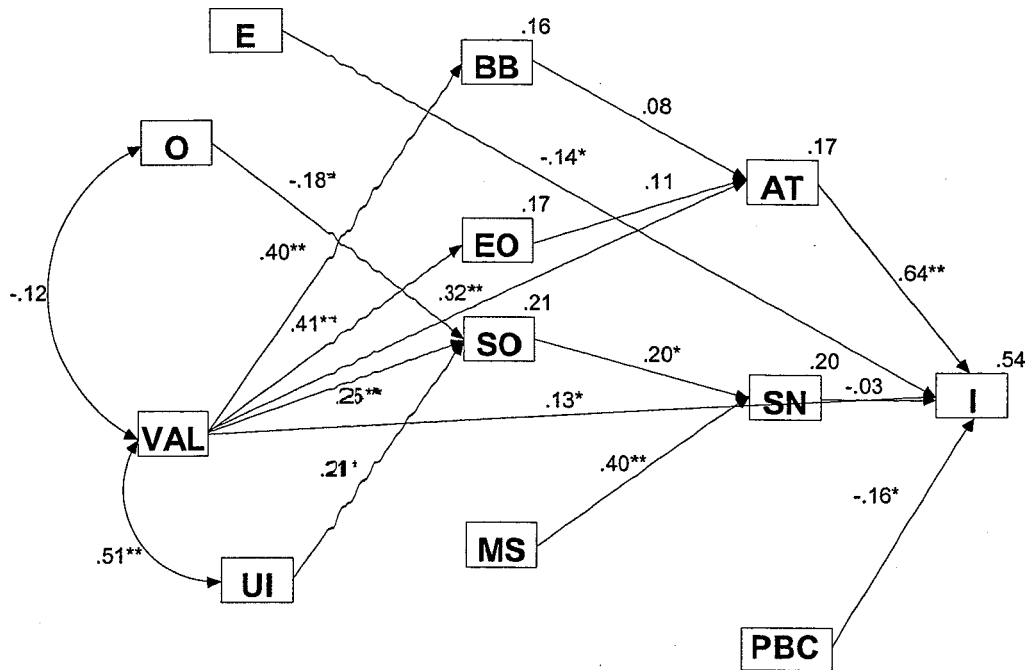 E
.16
BB
.08
O
-.14*
.17
AT
-.18*
.11
.17
EO
.40**
.32**
.64**
-.12
.21
.41**
SO
.20*
.20
.54
.25**
SN
-.03
I
.13*
VAL
.21*
.40**
-.16*
MS
.51**
UI
PBC